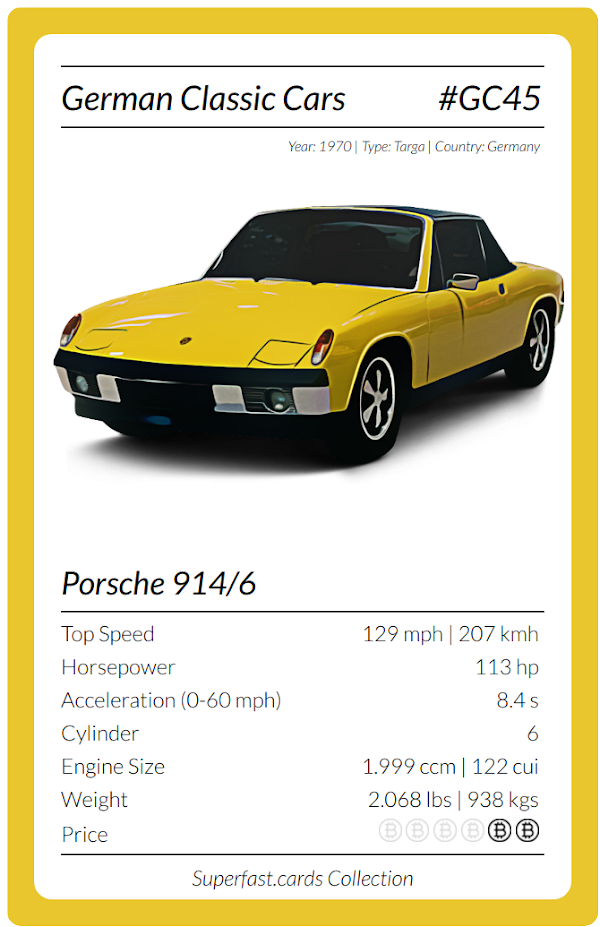 German Classic Cars #GC45
Year: 1970 | Type: Targa | Country: Germany
Porsche 914/6
Top Speed 129 mph | 207 kmh
Horsepower 113 hp
Acceleration (0-60 mph) 8.4 s
Cylinder 6
Engine Size 1.999 ccm | 122 cui
Weight 2.068 lbs | 938 kgs
Price
Superfast.cards Collection